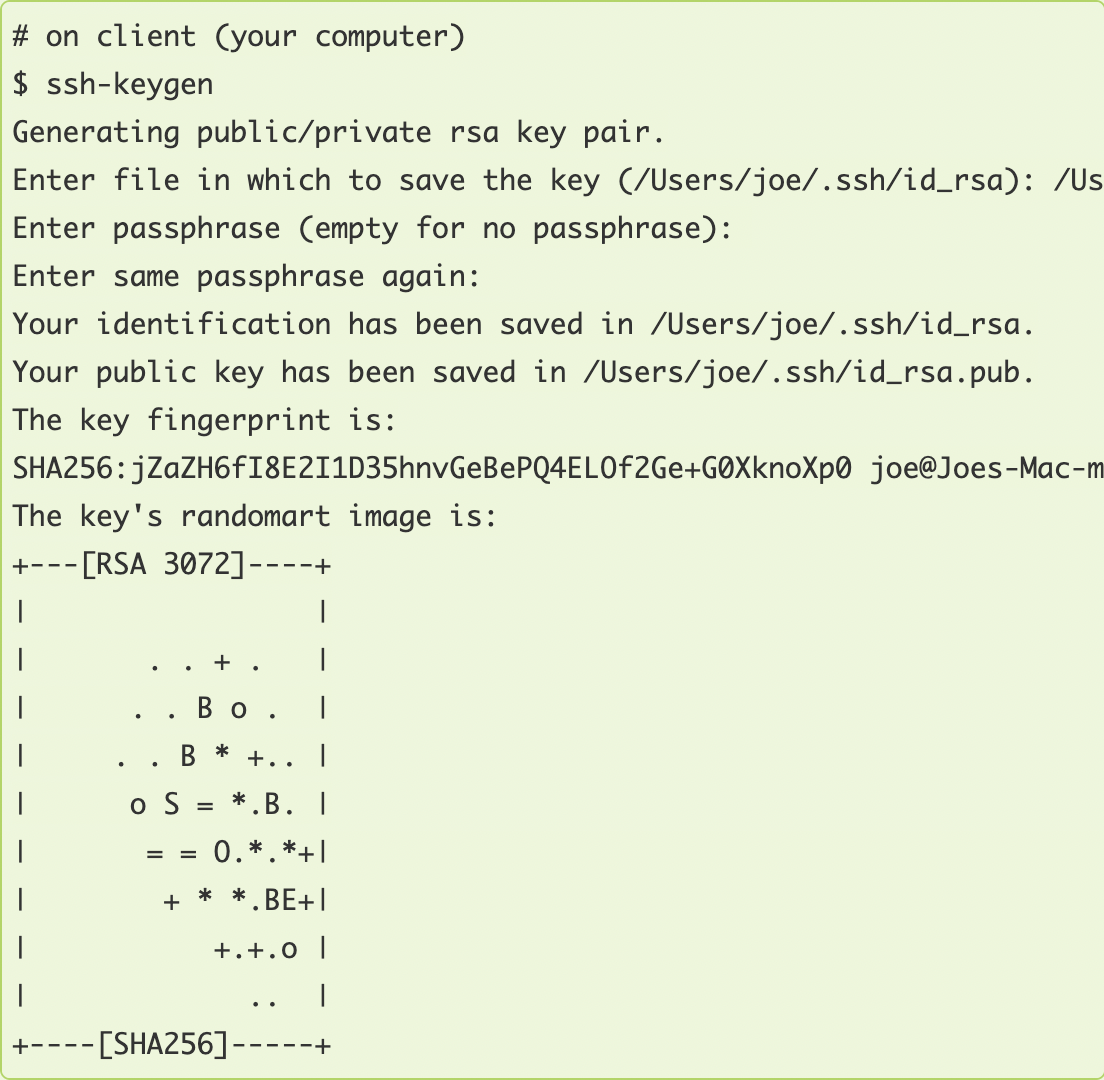 # on client (your computer)
$ ssh-keygen
Generating public/private rsa key pair.
Enter file in which to save the key (/Users/joe/.ssh/id_rsa): /Us
Enter passphrase (empty for no passphrase):
Enter same passphrase again:
Your identification has been saved in /Users/joe/.ssh/id_rsa.
Your public key has been saved in /Users/joe/.ssh/id_rsa.pub.
The key fingerprint is:
SHA256:jZaZH6fI8E2I1D35hnvGeBePQ4ELOf2Ge+G0XknoXp0 joe@Joes-Mac-m
The key's randomart image is:
+---[RSA 3072]----+
|                 |
|       . . + .   |
|      . . B o .  |
|     . . B * +.. |
|      o S = *.B. |
|       = = O.*.*+|
|        + * *.BE+|
|           +.+.o |
|             ..  |
+----[SHA256]-----+